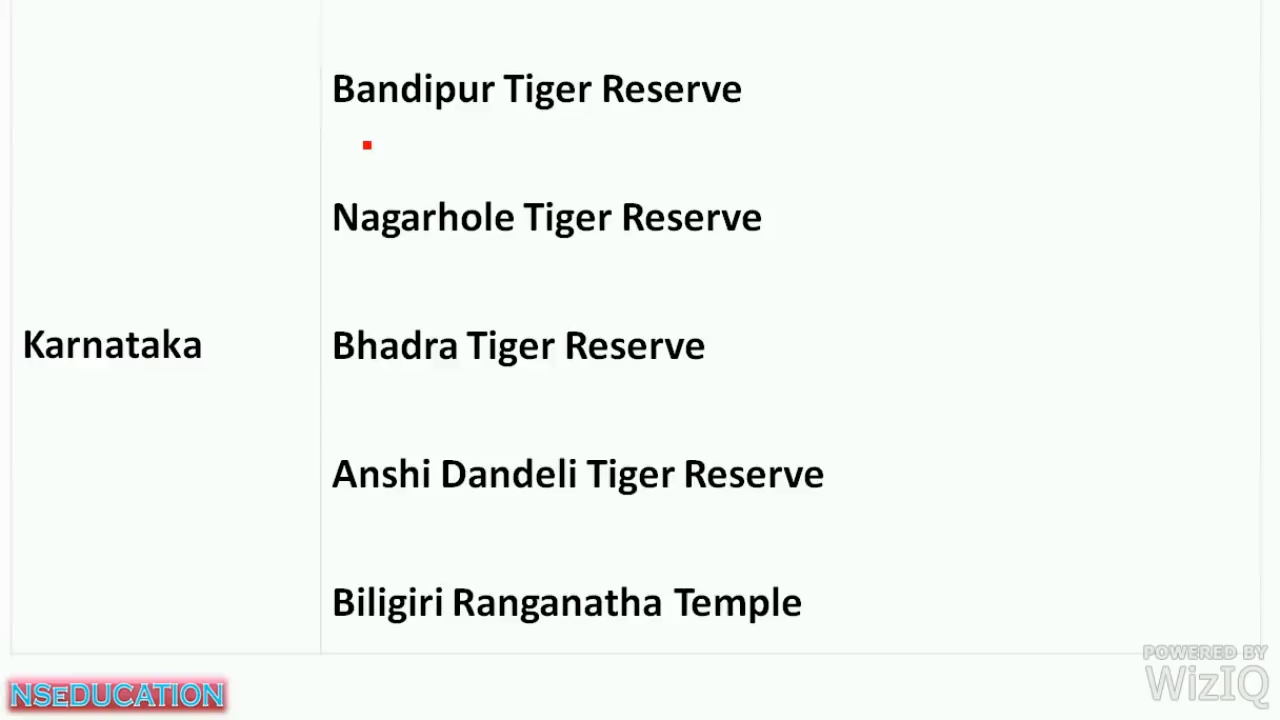 Bandipur Tiger Reserve
Nagarhole Tiger Reserve
Karnataka
Bhadra Tiger Reserve
Anshi Dandeli Tiger Reserve
Biligiri Ranganatha Temple
POWERED BY
WizIQ
NSEDUCATION